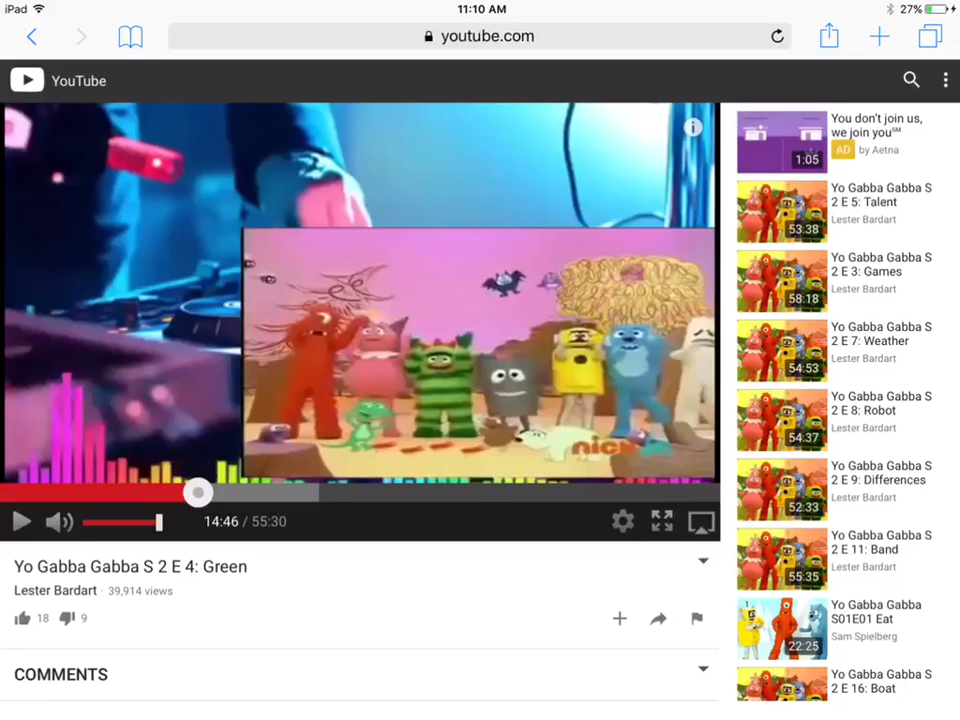 iPad
11:10 AM
27%
youtube.com
YouTube
nick
14:46 / 55:30
Yo Gabba Gabba S 2 E 4: Green
Lester Bardart · 39,914 views
18
9
COMMENTS
You don't join us,
we join you℠
AD by Aetna
1:05
Yo Gabba Gabba S
2 E 5: Talent
Lester Bardart
53:38
Yo Gabba Gabba S
2 E 3: Games
Lester Bardart
58:18
Yo Gabba Gabba S
2 E 7: Weather
Lester Bardart
54:53
Yo Gabba Gabba S
2 E 8: Robot
Lester Bardart
54:37
Yo Gabba Gabba S
2 E 9: Differences
Lester Bardart
52:33
Yo Gabba Gabba S
2 E 11: Band
Lester Bardart
55:35
Yo Gabba Gabba
S01E01 Eat
Sam Spielberg
22:25
Yo Gabba Gabba S
2 E 16: Boat